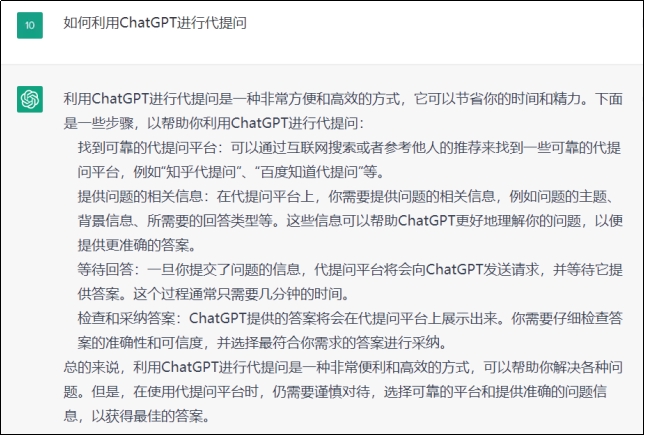 10
如何利用ChatGPT进行代提问
利用ChatGPT进行代提问是一种非常方便和高效的方式，它可以节省你的时间和精力。下面
是一些步骤，以帮助你利用ChatGPT进行代提问：
找到可靠的代提问平台：可以通过互联网搜索或者参考他人的推荐来找到一些可靠的代提
问平台，例如"知乎代提问"、"百度知道代提问"等。
提供问题的相关信息：在代提问平台上，你需要提供问题的相关信息，例如问题的主题、
背景信息、所需要的回答类型等。这些信息可以帮助ChatGPT更好地理解你的问题，以便
提供更准确的答案。
等待回答：一旦你提交了问题的信息，代提问平台将会向ChatGPT发送请求，并等待它提
供答案。这个过程通常只需要几分钟的时间。
检查和采纳答案：ChatGPT提供的答案将会在代提问平台上展示出来。你需要仔细检查答
案的准确性和可信度，并选择最符合你需求的答案进行采纳。
总的来说，利用ChatGPT进行代提问是一种非常便利和高效的方式，可以帮助你解决各种问
题。但是，在使用代提问平台时，仍需要谨慎对待，选择可靠的平台和提供准确的问题信
息，以获得最佳的答案。